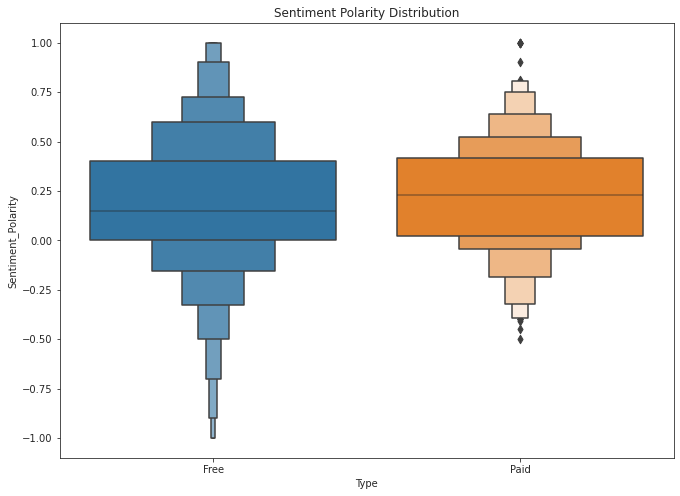 Sentiment Polarity Distribution
1.00
0.75
0.50
0.25
0.00
−0.25
−0.50
−0.75
−1.00
Sentiment_Polarity
Free
Paid
Type